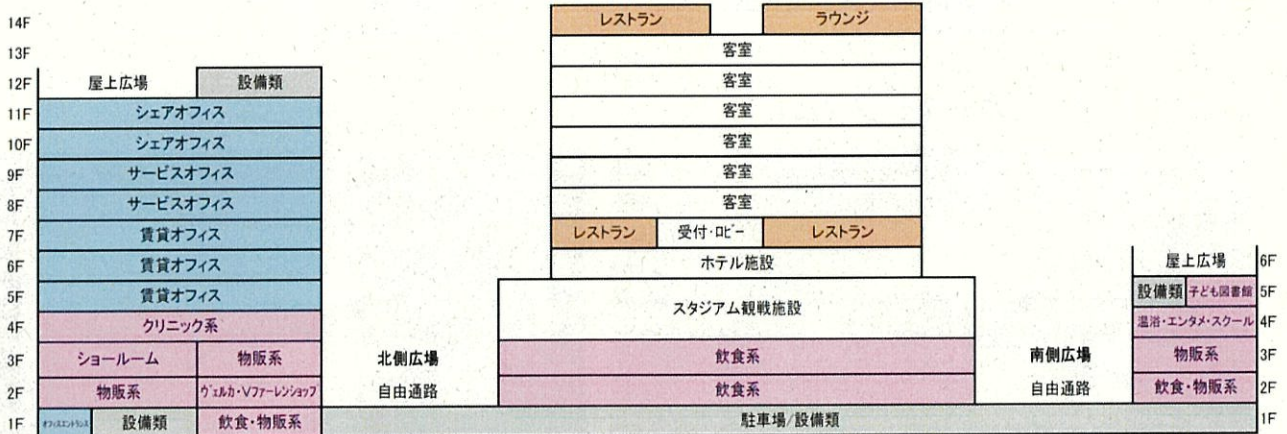 14F レストラン ラウンジ
13F 客室
12F 屋上広場 設備類 客室
11F シェアオフィス 客室
10F シェアオフィス 客室
9F サービスオフィス 客室
8F サービスオフィス 客室
7F 賃貸オフィス レストラン 受付・ロビー レストラン
6F 賃貸オフィス ホテル施設 屋上広場 6F
5F 賃貸オフィス スタジアム観戦施設 設備類 子ども図書館 5F
4F クリニック系 温浴・エンタメ・スクール 4F
3F ショールーム 物販系 北側広場 飲食系 南側広場 物販系 3F
2F 物販系 ヴェルカ・Vファーレンショップ 自由通路 飲食系 自由通路 飲食・物販系 2F
1F オフィスエントランス 設備類 飲食・物販系 駐車場/設備類 1F